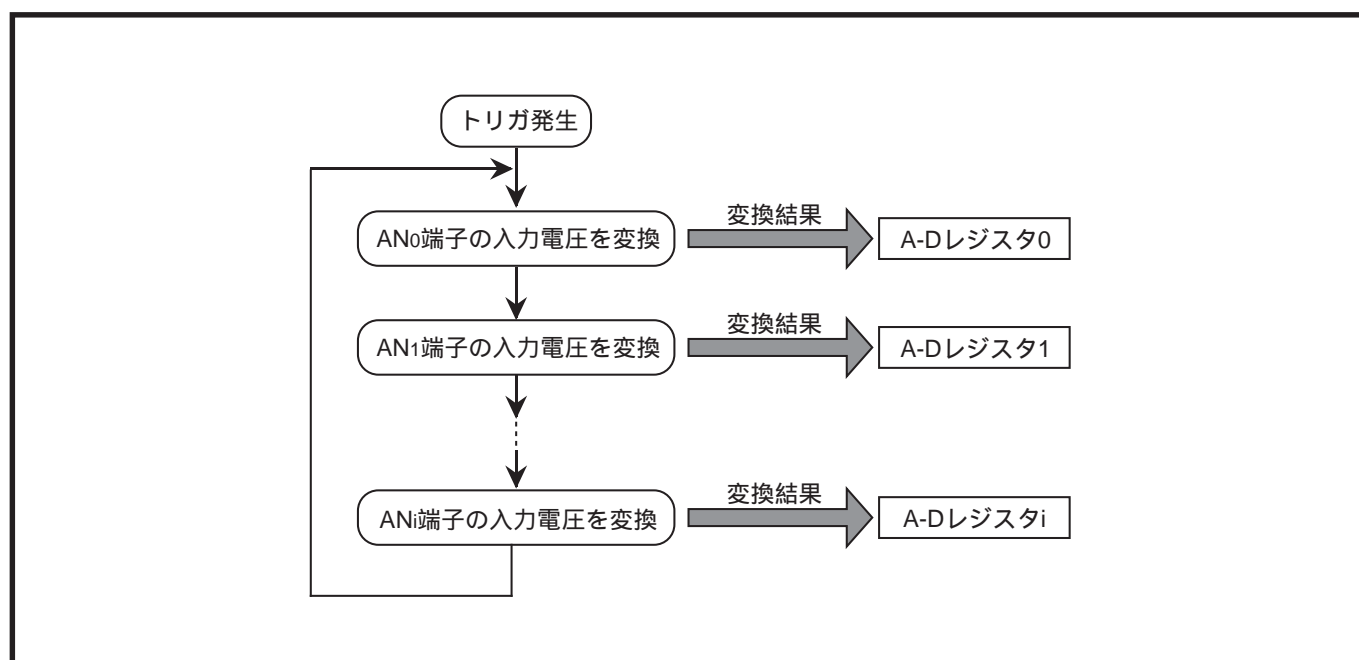 トリガ発生
変換結果
AN0端子の入力電圧を変換
A-Dレジスタ0
変換結果
AN1端子の入力電圧を変換
A-Dレジスタ1
変換結果
ANi端子の入力電圧を変換
A-Dレジスタi